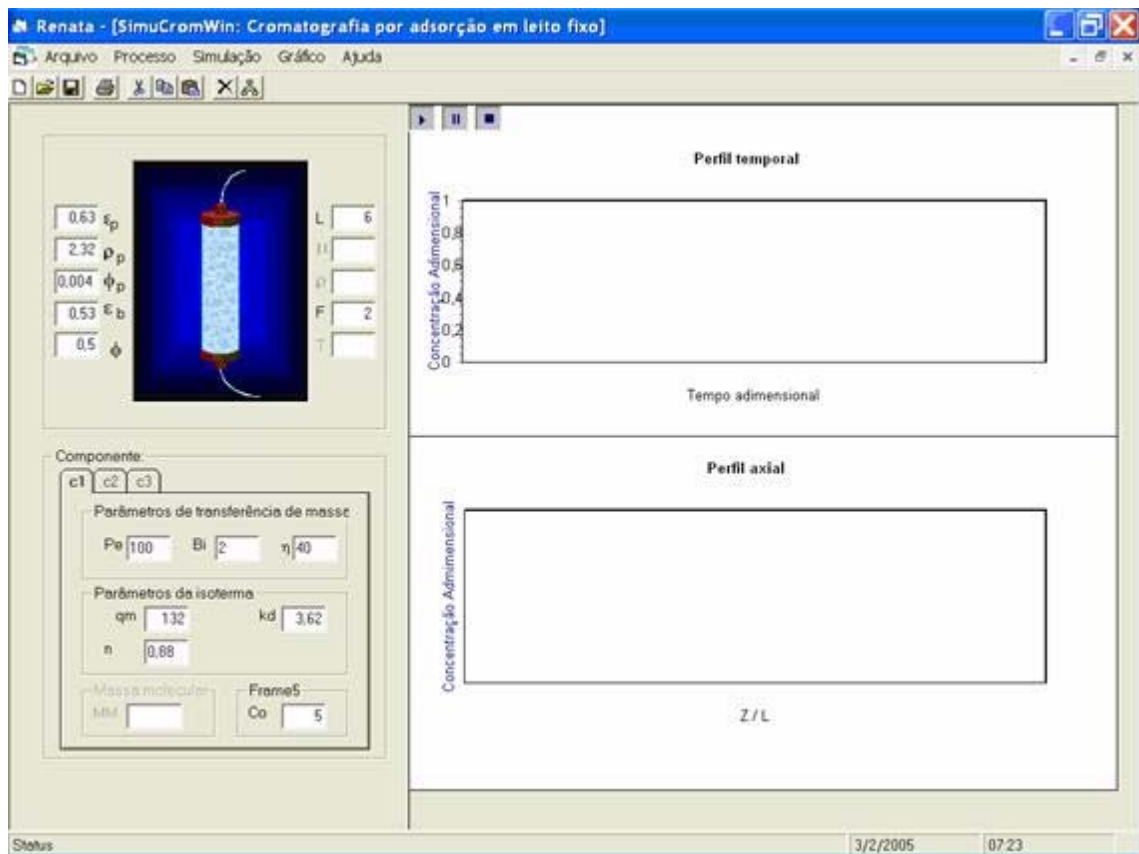 Renata - [SimuCromWin: Cromatografia por adsorção em leito fixo]
Arquivo Processo Simulação Gráfico Ajuda
0,63 εp
2.32 ρp
0.004 ϕp
0.53 εb
0,5 ϕ
L 6
μ
ρ
F 2
T
Componente:
c1 c2 c3
Parâmetros de transferência de masse
Pe 100 Bi 2 η 40
Parâmetros da isoterma
qm 132 kd 3,62
n 0,88
Massa molecular
MM
Frame5
Co 5
Perfil temporal
Concentração Adimensional
1
0,8
0,6
0,4
0,2
0
Tempo adimensional
Perfil axial
Concentração Admimensional
Z / L
Status 3/2/2005 07:23